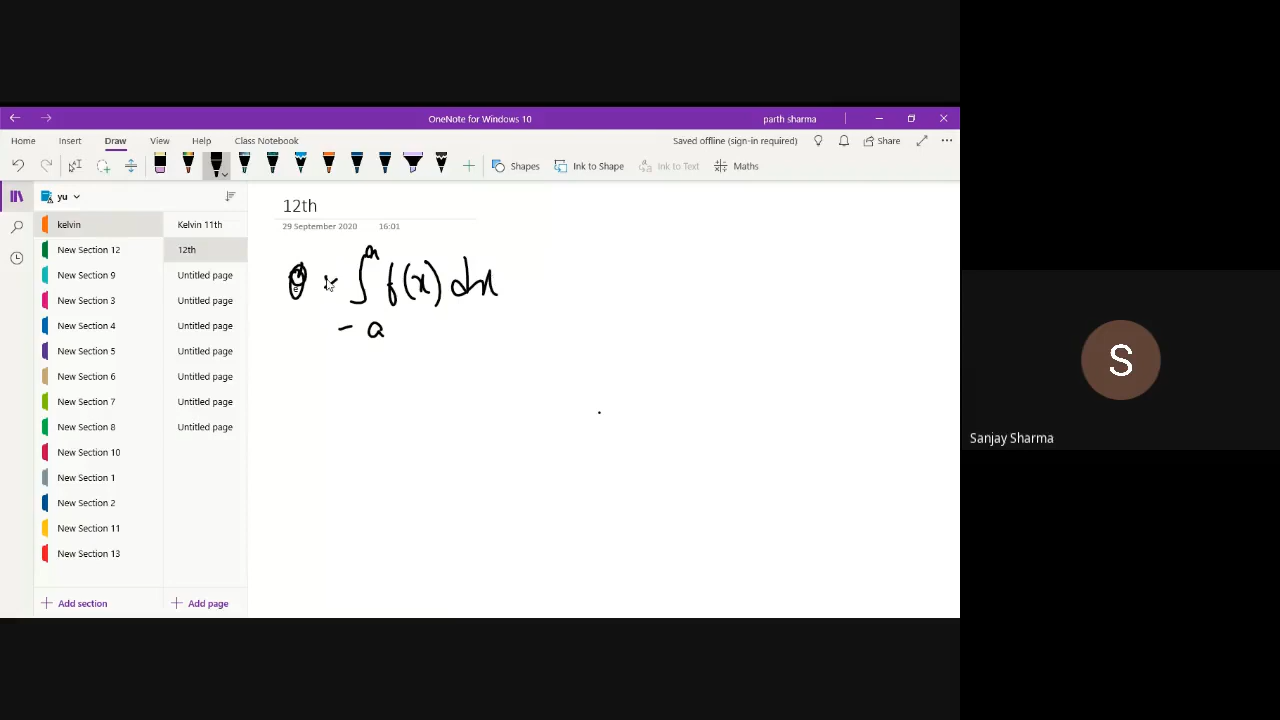 OneNote for Windows 10
parth sharma
Home Insert Draw View Help Class Notebook
Saved offline (sign-in required) Share
Shapes Ink to Shape Ink to Text Maths
yu
kelvin
New Section 12
New Section 9
New Section 3
New Section 4
New Section 5
New Section 6
New Section 7
New Section 8
New Section 10
New Section 1
New Section 2
New Section 11
New Section 13
Add section
Kelvin 11th
12th
Untitled page
Untitled page
Untitled page
Untitled page
Untitled page
Untitled page
Untitled page
Add page
12th
29 September 2020 16:01
∫ f(x) dx
- a
S
Sanjay Sharma